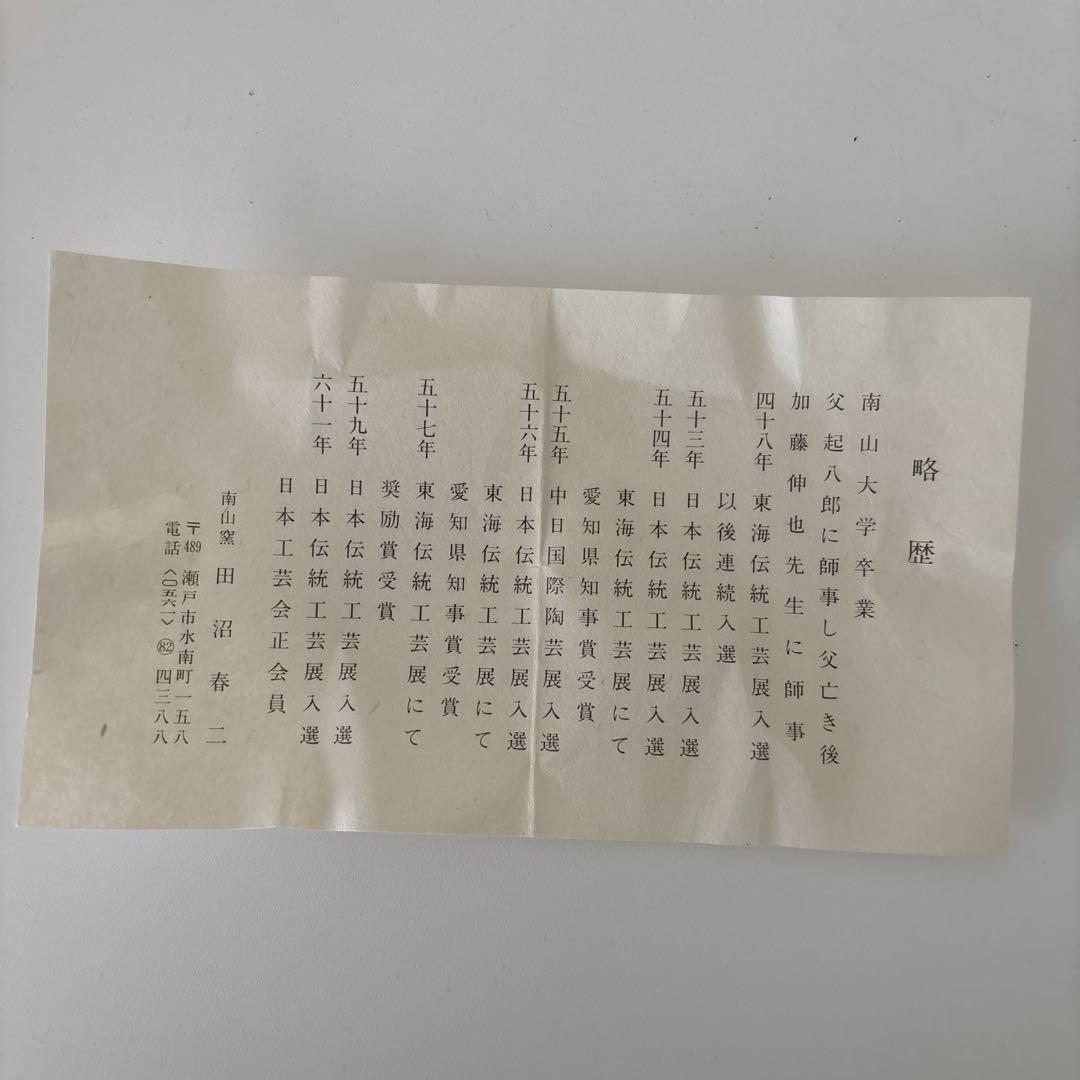 略歴
南山大学卒業
父起八郎に師事し父亡き後
加藤伸也先生に師事
四十八年 東海伝統工芸展入選
以後連続入選
五十三年 日本伝統工芸展入選
五十四年 日本伝統工芸展入選
東海伝統工芸展にて
愛知県知事賞受賞
五十五年 中日国際陶芸展入選
五十六年 日本伝統工芸展入選
東海伝統工芸展にて
愛知県知事賞受賞
五十七年 東海伝統工芸展にて
奨励賞受賞
五十九年 日本伝統工芸展入選
六十一年 日本伝統工芸展入選
日本工芸会正会員
南山窯 田沼春二
〒489 瀬戸市水南町一五八
電話〈〇五六一〉㉒四三八八